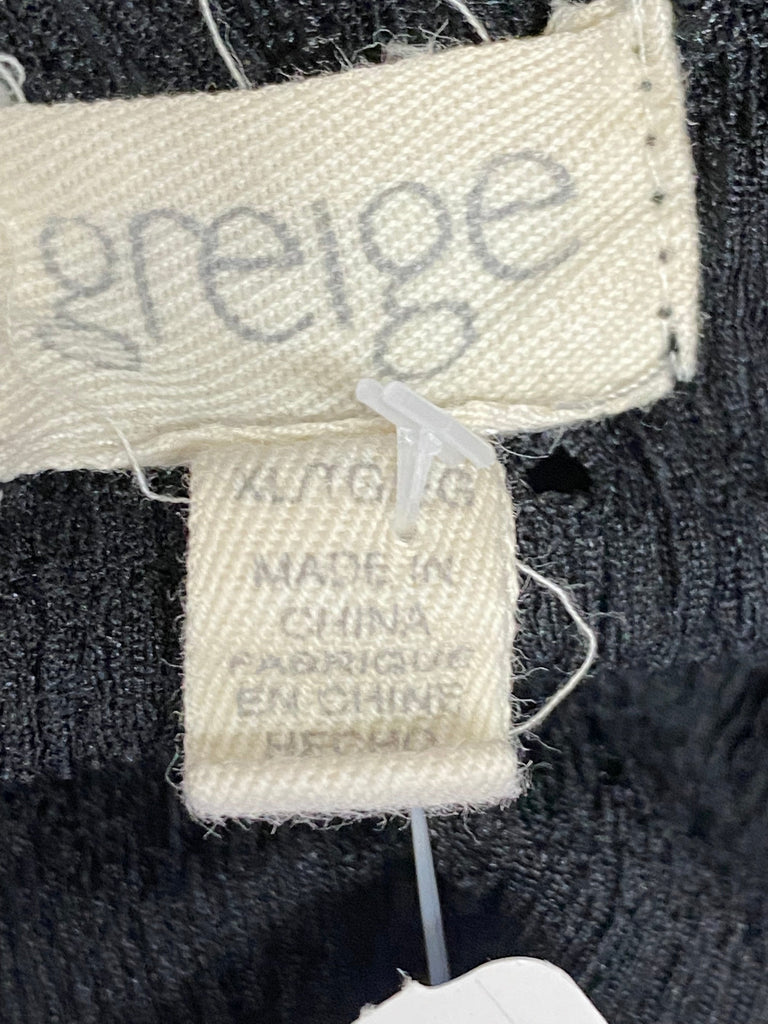 greige
XL/TG/EG
MADE IN
CHINA
FABRIQUE
EN CHINE
HECHO